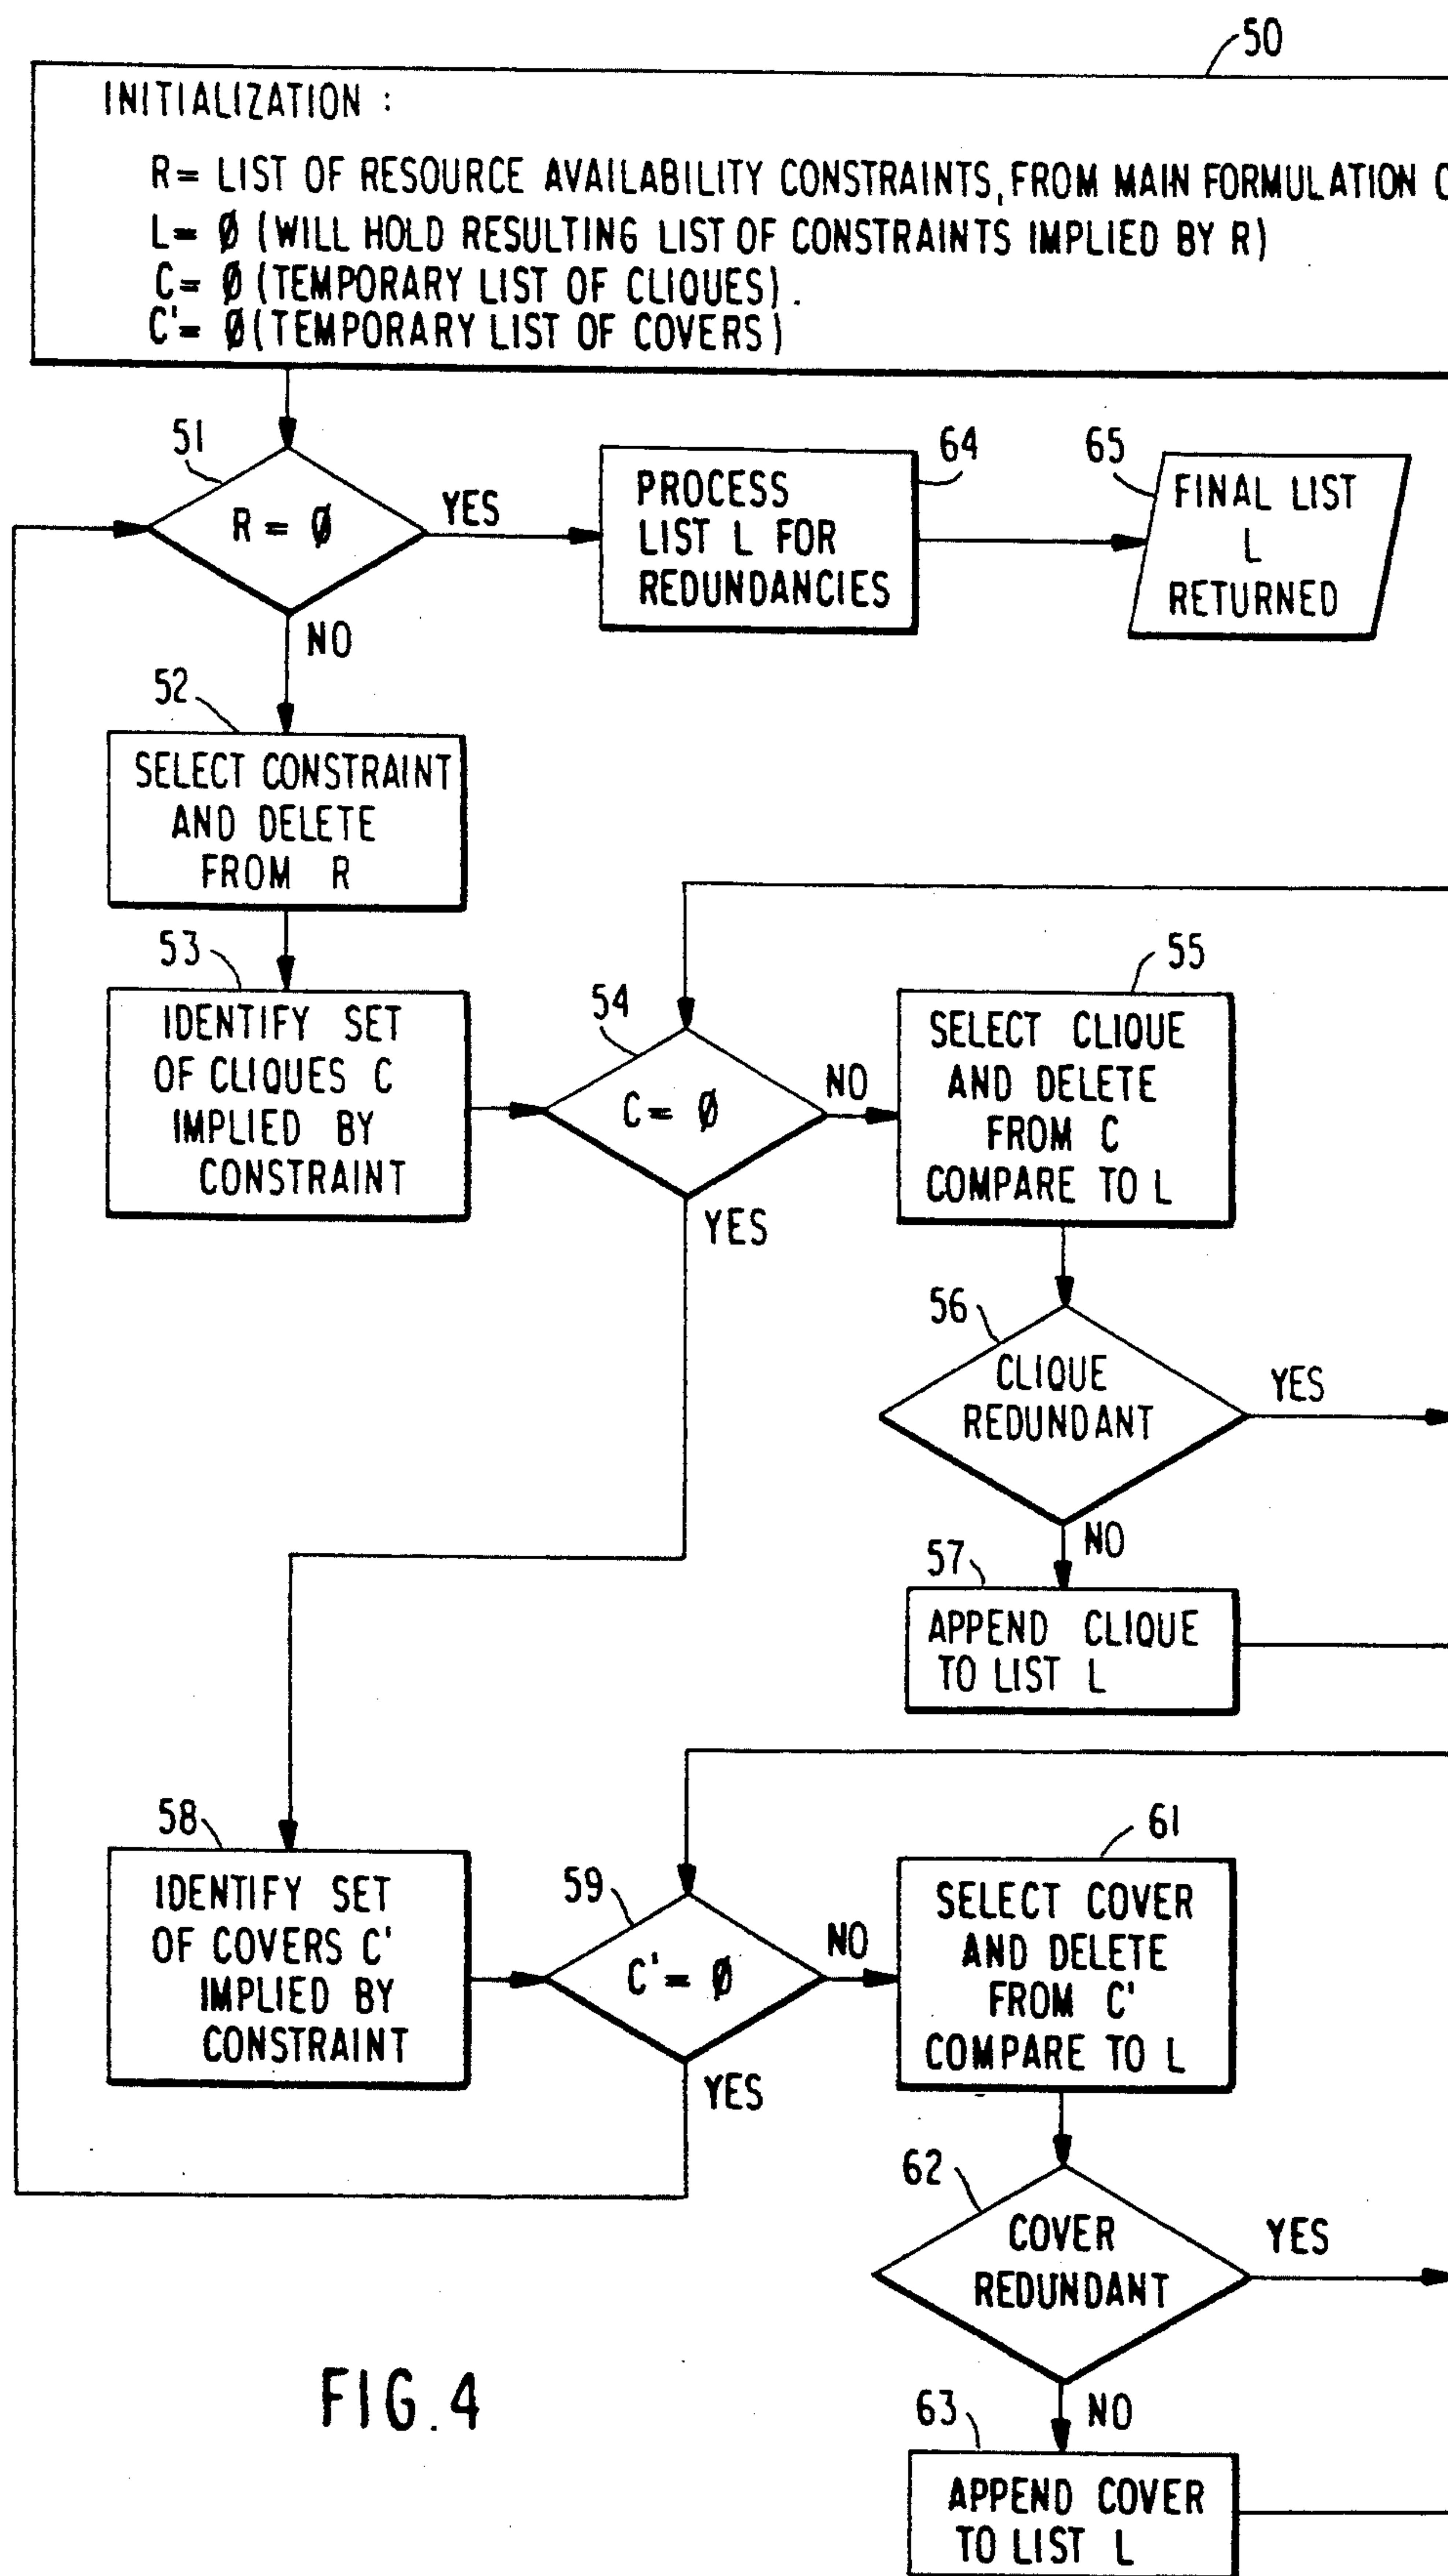 50
INITIALIZATION :
R = LIST OF RESOURCE AVAILABILITY CONSTRAINTS, FROM MAIN FORMULATION
L = Ø (WILL HOLD RESULTING LIST OF CONSTRAINTS IMPLIED BY R)
C = Ø (TEMPORARY LIST OF CLIQUES).
C' = Ø (TEMPORARY LIST OF COVERS)
51
R = Ø
YES
NO
64
PROCESS
LIST L FOR
REDUNDANCIES
65
FINAL LIST
L
RETURNED
52
SELECT CONSTRAINT
AND DELETE
FROM R
53
IDENTIFY SET
OF CLIQUES C
IMPLIED BY
CONSTRAINT
54
C = Ø
NO
YES
55
SELECT CLIQUE
AND DELETE
FROM C
COMPARE TO L
56
CLIQUE
REDUNDANT
YES
NO
57
APPEND CLIQUE
TO LIST L
58
IDENTIFY SET
OF COVERS C'
IMPLIED BY
CONSTRAINT
59
C' = Ø
NO
YES
61
SELECT COVER
AND DELETE
FROM C'
COMPARE TO L
62
COVER
REDUNDANT
YES
NO
63
APPEND COVER
TO LIST L
FIG. 4